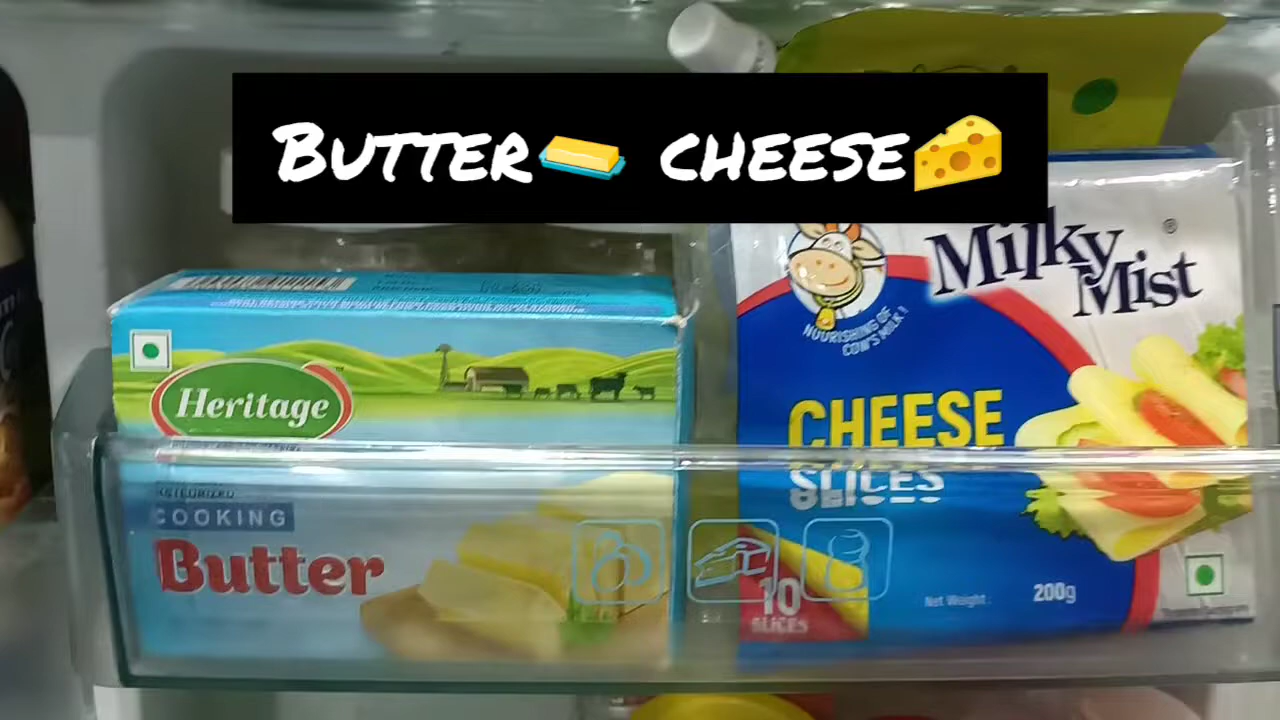 Butter🧈 cheese🧀
Milky
Mist
®
NOURISHING OF
COW'S MILK!
Heritage
CHEESE
SLICES
COOKING
Butter
10
SLICES
Net Weight :
200g